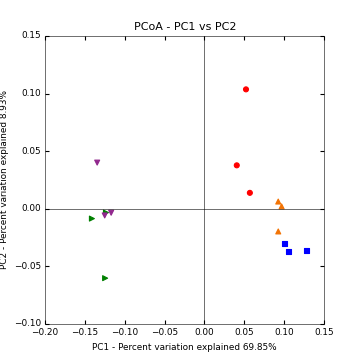 PCoA - PC1 vs PC2
0.15
0.10
0.05
0.00
−0.05
−0.10
PC2 - Percent variation explained 8.93%
−0.20 −0.15 −0.10 −0.05 0.00 0.05 0.10 0.15
PC1 - Percent variation explained 69.85%